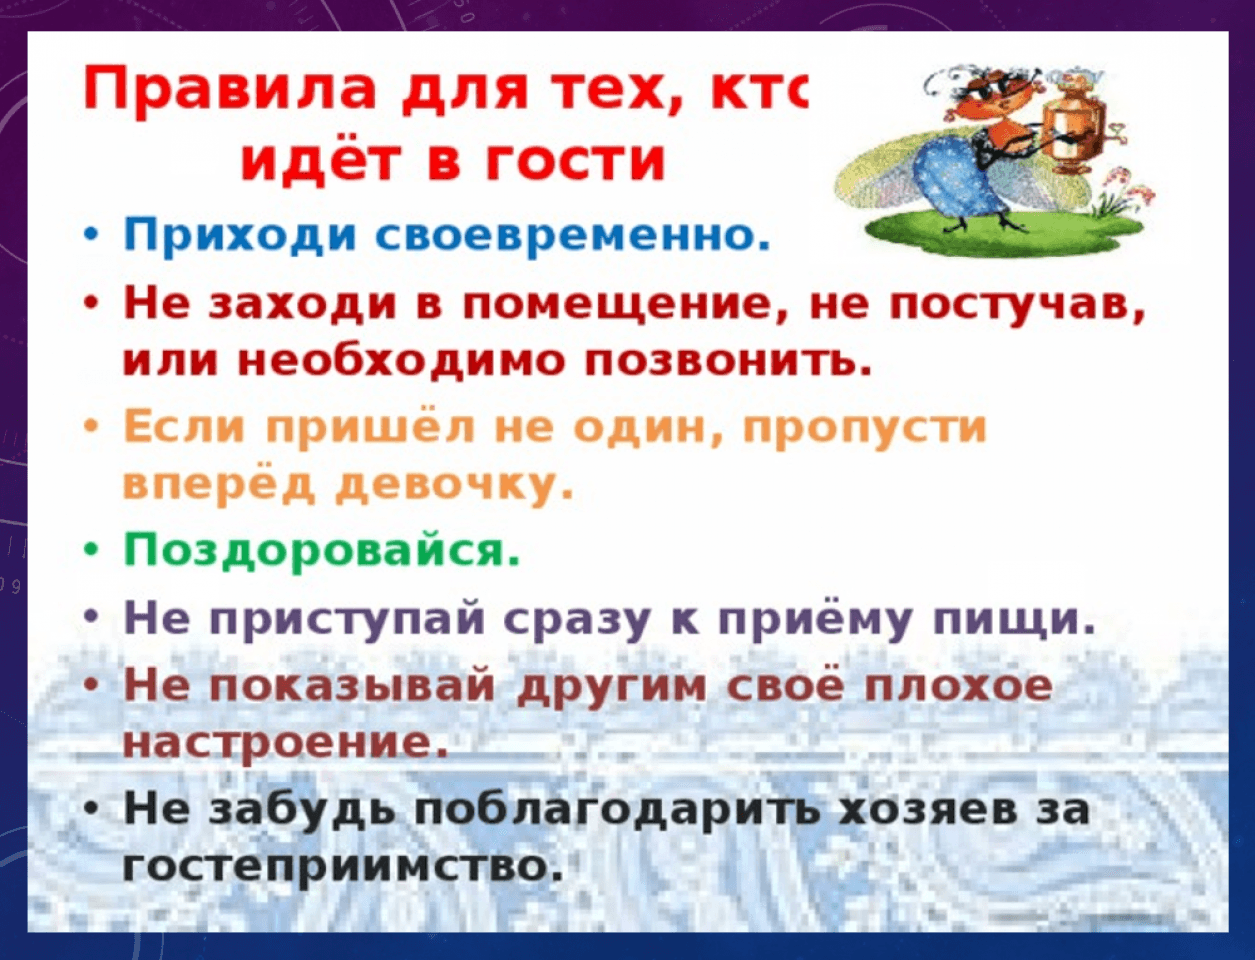 Правила для тех, кто
идёт в гости
• Приходи своевременно.
• Не заходи в помещение, не постучав,
или необходимо позвонить.
• Если пришёл не один, пропусти
вперёд девочку.
• Поздоровайся.
• Не приступай сразу к приёму пищи.
• Не показывай другим своё плохое
настроение.
• Не забудь поблагодарить хозяев за
гостеприимство.